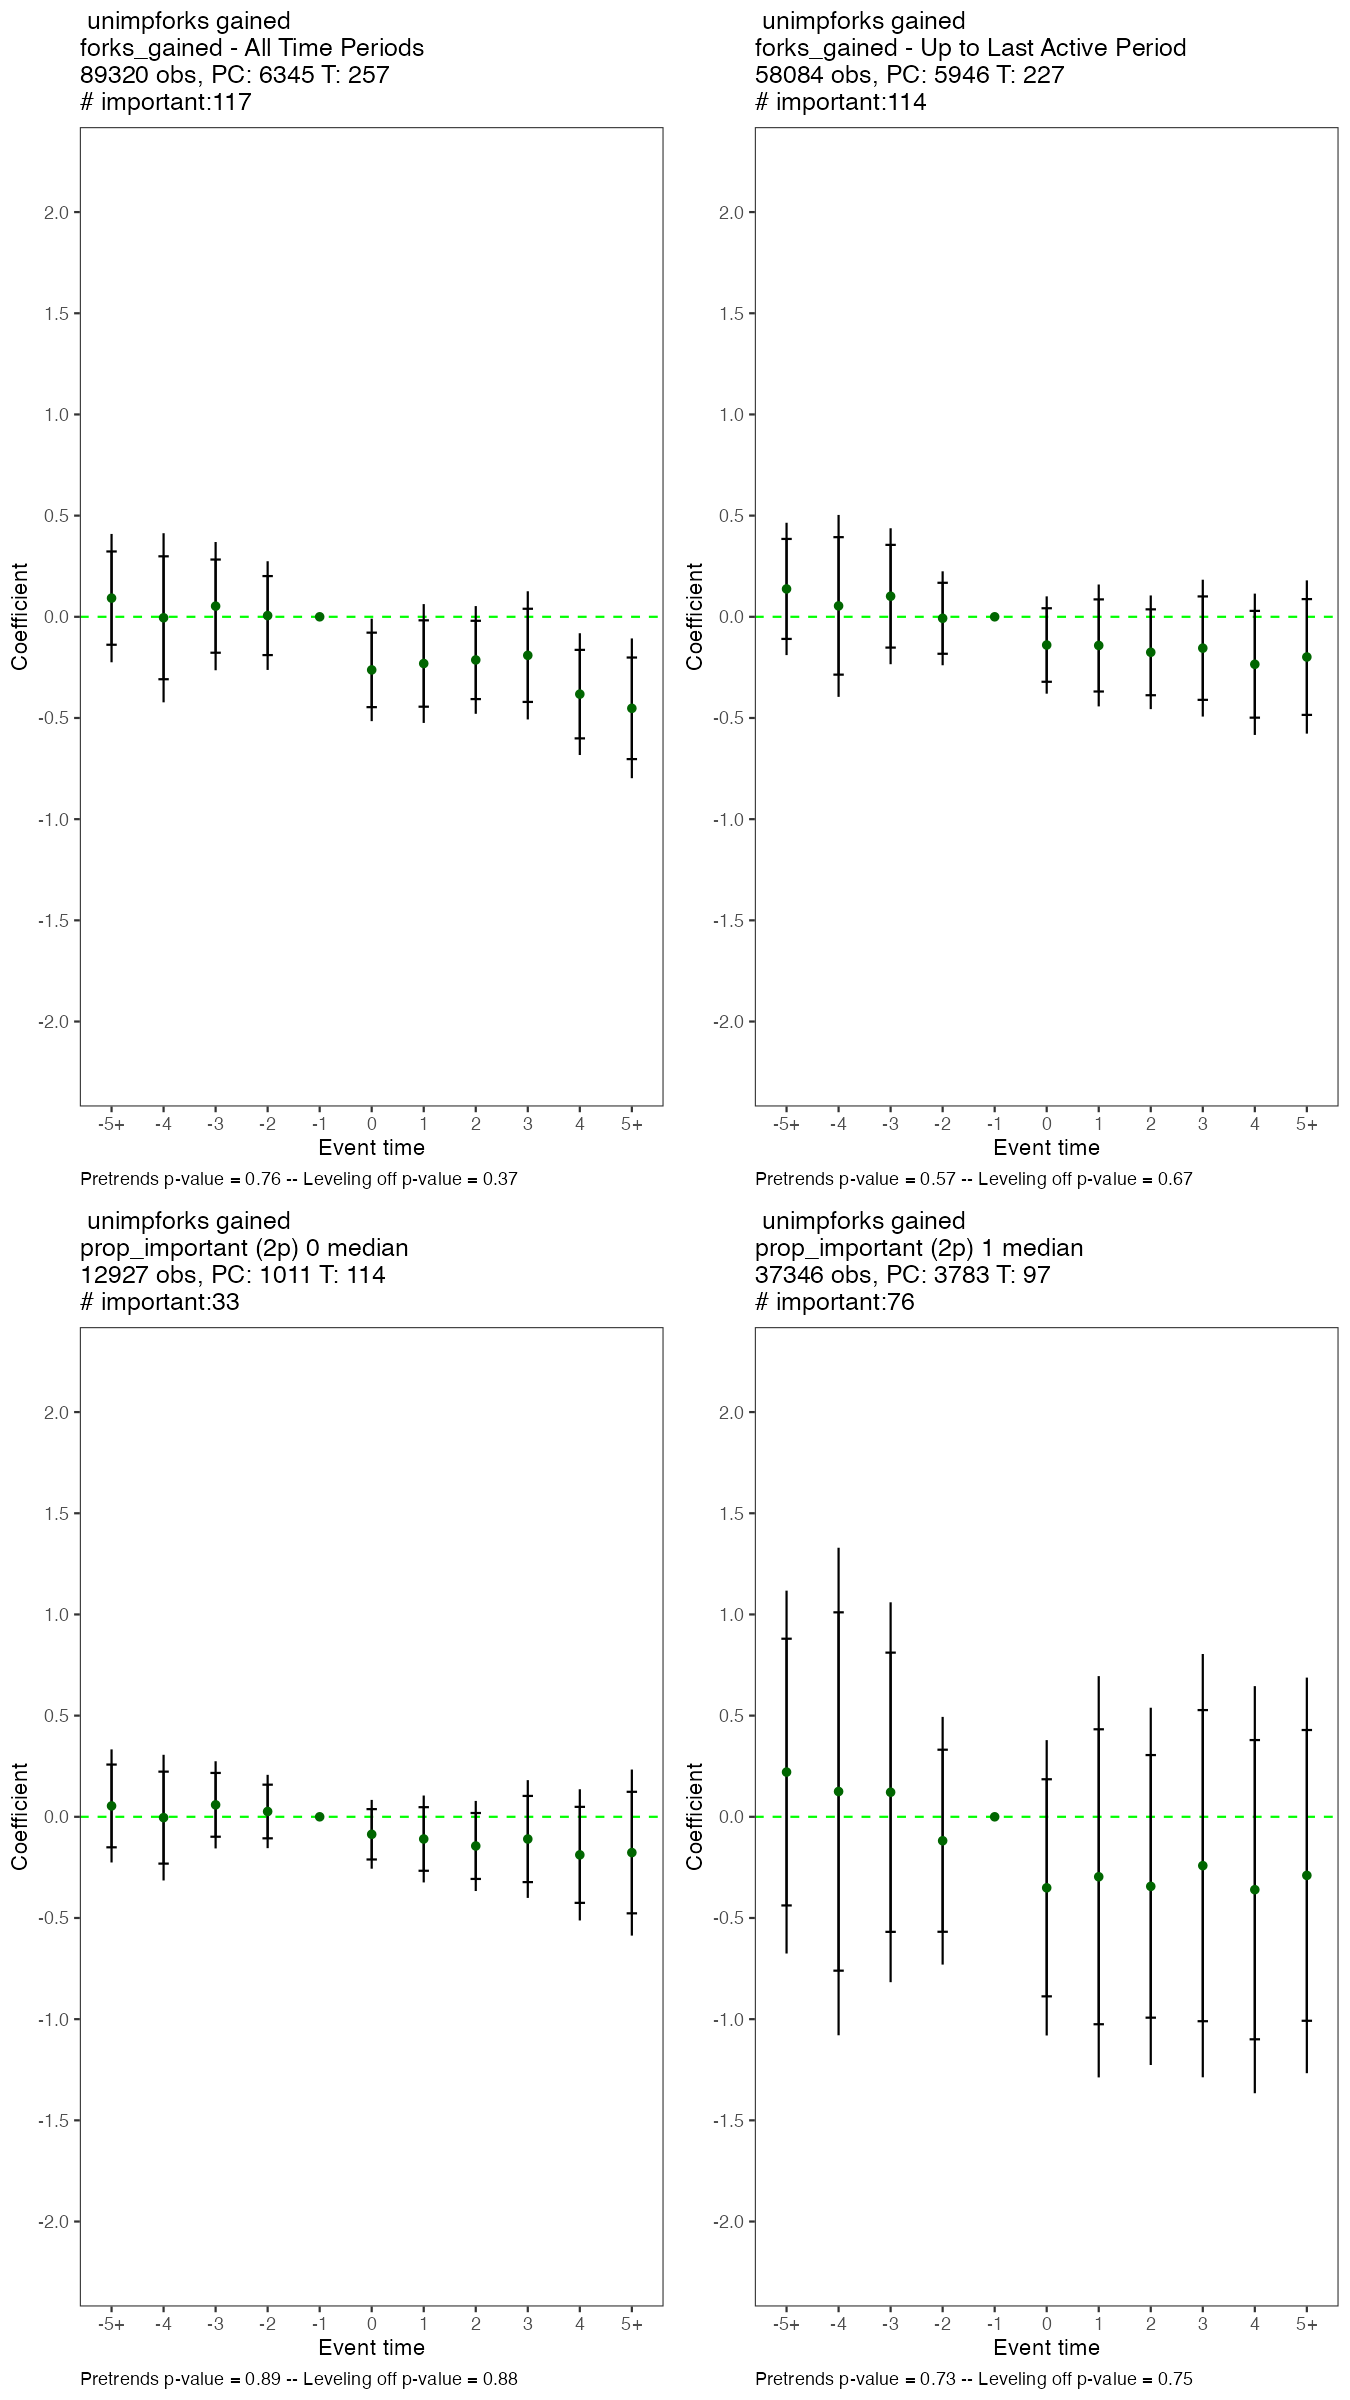 unimpforks gained
forks_gained - All Time Periods
89320 obs, PC: 6345 T: 257
# important:117
2.0
1.5
1.0
0.5
0.0
-0.5
-1.0
-1.5
-2.0
Coefficient
-5+ -4 -3 -2 -1 0 1 2 3 4 5+
Event time
Pretrends p-value = 0.76 -- Leveling off p-value = 0.37
unimpforks gained
forks_gained - Up to Last Active Period
58084 obs, PC: 5946 T: 227
# important:114
2.0
1.5
1.0
0.5
0.0
-0.5
-1.0
-1.5
-2.0
Coefficient
-5+ -4 -3 -2 -1 0 1 2 3 4 5+
Event time
Pretrends p-value = 0.57 -- Leveling off p-value = 0.67
unimpforks gained
prop_important (2p) 0 median
12927 obs, PC: 1011 T: 114
# important:33
2.0
1.5
1.0
0.5
0.0
-0.5
-1.0
-1.5
-2.0
Coefficient
-5+ -4 -3 -2 -1 0 1 2 3 4 5+
Event time
Pretrends p-value = 0.89 -- Leveling off p-value = 0.88
unimpforks gained
prop_important (2p) 1 median
37346 obs, PC: 3783 T: 97
# important:76
2.0
1.5
1.0
0.5
0.0
-0.5
-1.0
-1.5
-2.0
Coefficient
-5+ -4 -3 -2 -1 0 1 2 3 4 5+
Event time
Pretrends p-value = 0.73 -- Leveling off p-value = 0.75